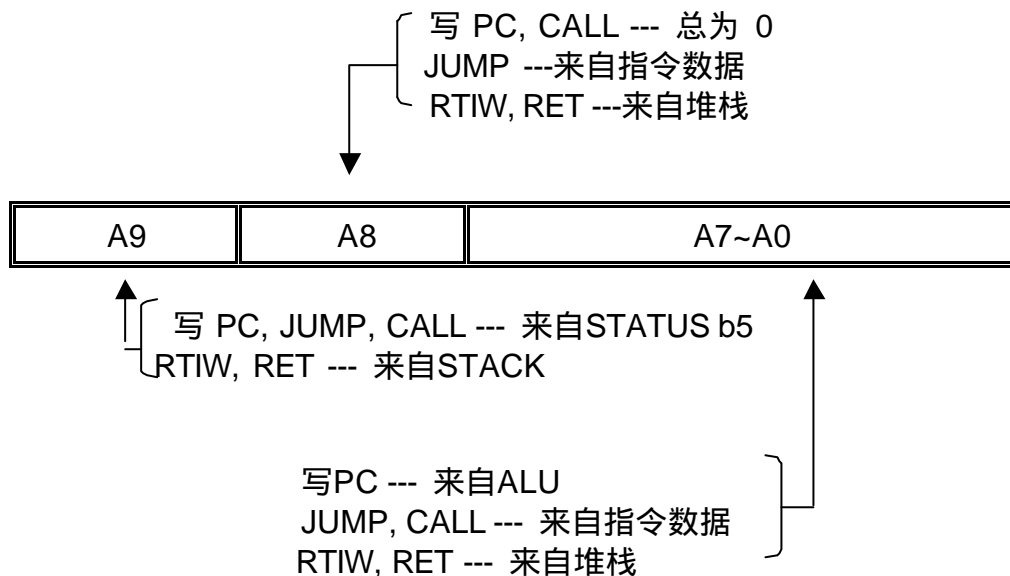 写 PC, CALL --- 总为 0
JUMP ---来自指令数据
RTIW, RET ---来自堆栈
A9 A8 A7~A0
写 PC, JUMP, CALL --- 来自STATUS b5
RTIW, RET --- 来自STACK
写PC --- 来自ALU
JUMP, CALL --- 来自指令数据
RTIW, RET --- 来自堆栈